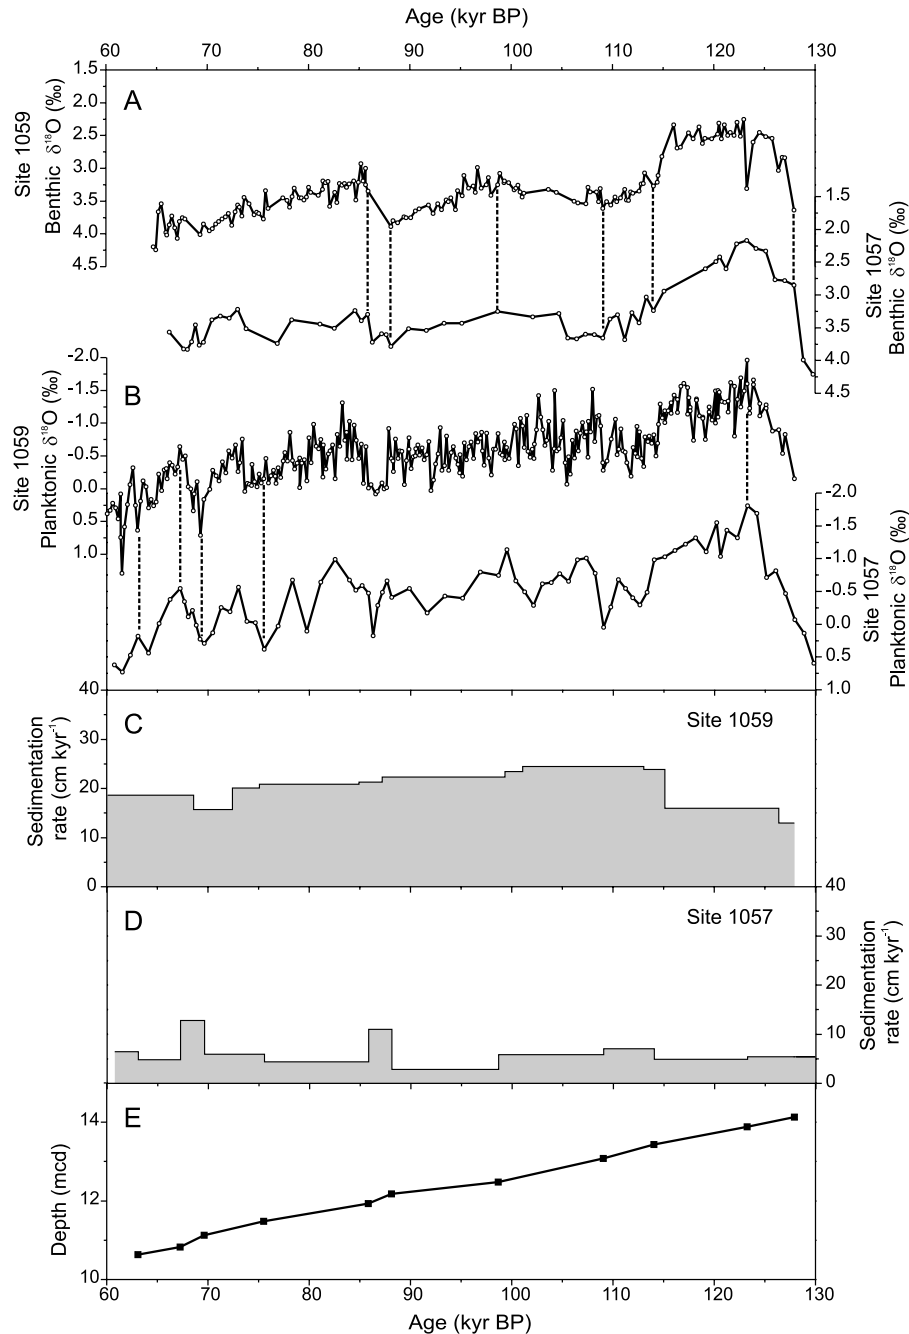 Age (kyr BP)
60 70 80 90 100 110 120 130
A
Site 1059
Benthic δ¹⁸O (‰)
1.5
2.0
2.5
3.0
3.5
4.0
4.5
Site 1057
Benthic δ¹⁸O (‰)
1.5
2.0
2.5
3.0
3.5
4.0
4.5
B
Site 1059
Planktonic δ¹⁸O (‰)
-2.0
-1.5
-1.0
-0.5
0.0
0.5
1.0
Site 1057
Planktonic δ¹⁸O (‰)
-2.0
-1.5
-1.0
-0.5
0.0
0.5
1.0
C
Site 1059
Sedimentation
rate (cm kyr⁻¹)
40
30
20
10
0
D
Site 1057
Sedimentation
rate (cm kyr⁻¹)
40
30
20
10
0
E
Depth (mcd)
14
12
10
60 70 80 90 100 110 120 130
Age (kyr BP)